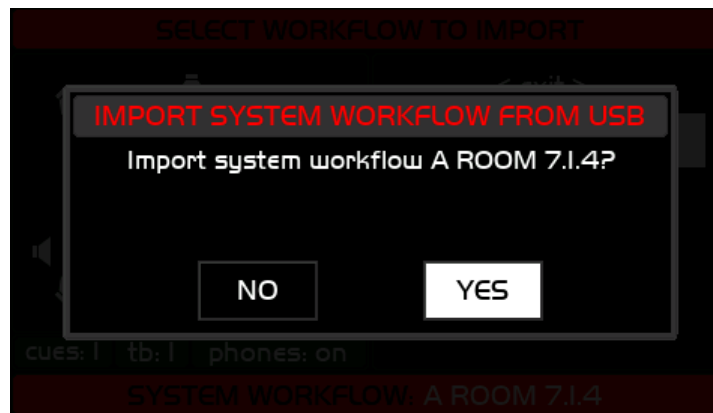 SELECT WORKFLOW TO IMPORT
< exit >
IMPORT SYSTEM WORKFLOW FROM USB
Import system workflow A ROOM 7.1.4?
NO
YES
cues: 1 tb: 1 phones: on
SYSTEM WORKFLOW: A ROOM 7.1.4